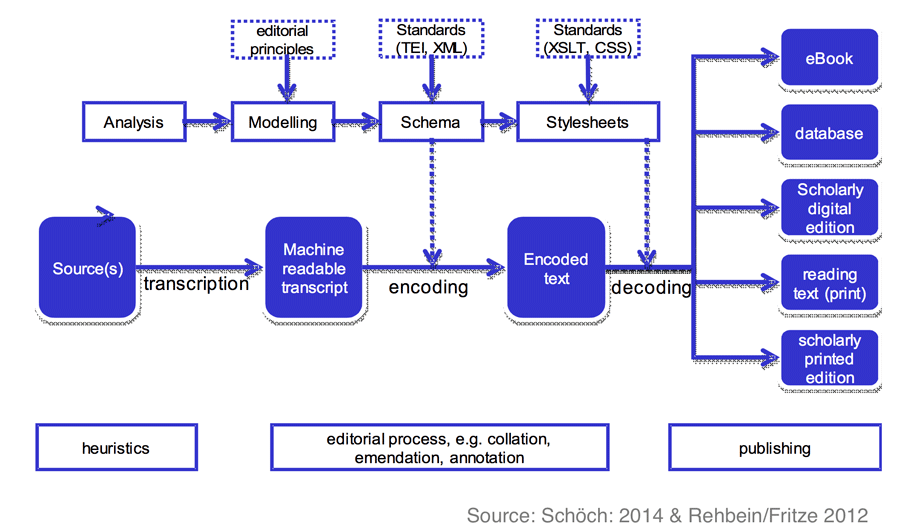 editorial
principles
Standards
(TEI, XML)
Standards
(XSLT, CSS)
eBook
Analysis
Modelling
Schema
Stylesheets
database
Scholarly
digital
edition
Source(s)
transcription
Machine
readable
transcript
encoding
Encoded
text
decoding
reading
text (print)
scholarly
printed
edition
heuristics
editorial process, e.g. collation,
emendation, annotation
publishing
Source: Schöch: 2014 & Rehbein/Fritze 2012